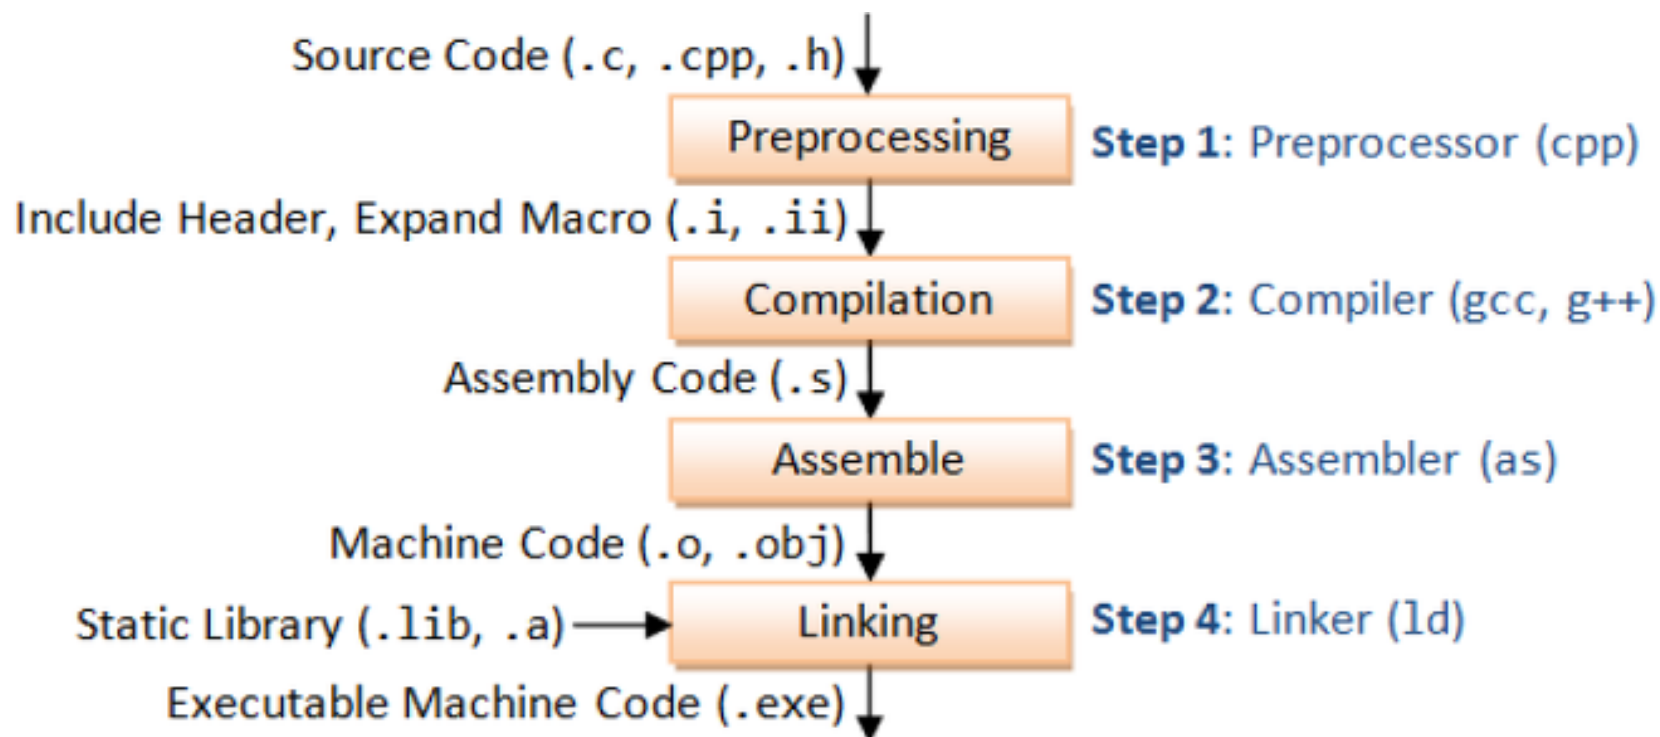 Source Code (.c, .cpp, .h)
Preprocessing
Step 1: Preprocessor (cpp)
Include Header, Expand Macro (.i, .ii)
Compilation
Step 2: Compiler (gcc, g++)
Assembly Code (.s)
Assemble
Step 3: Assembler (as)
Machine Code (.o, .obj)
Static Library (.lib, .a)
Linking
Step 4: Linker (ld)
Executable Machine Code (.exe)